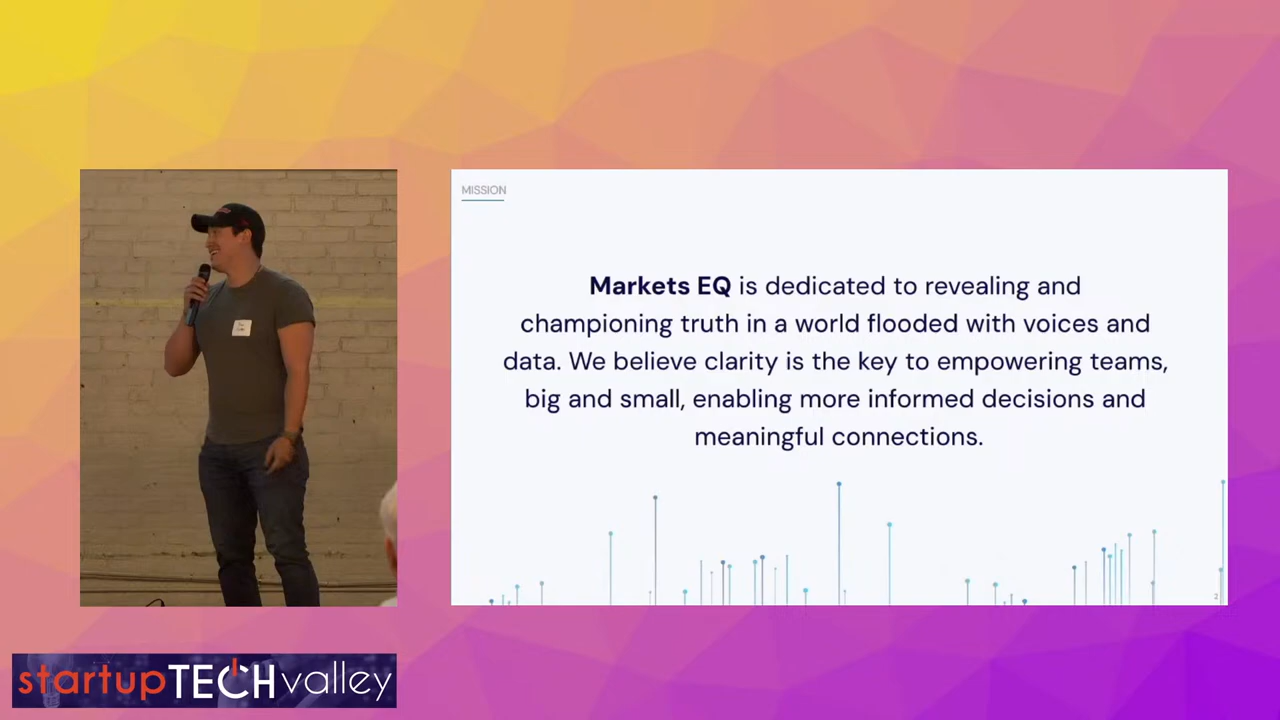 MISSION
Markets EQ is dedicated to revealing and
championing truth in a world flooded with voices and
data. We believe clarity is the key to empowering teams,
big and small, enabling more informed decisions and
meaningful connections.
2
startupTECHvalley